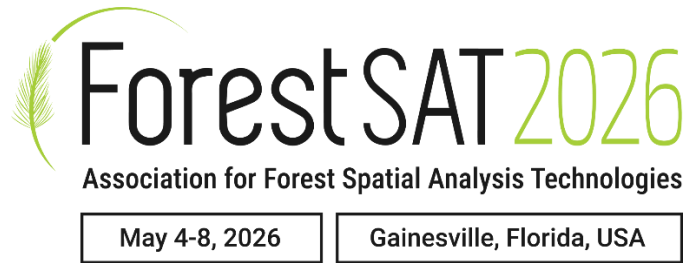 ForestSAT2026
Association for Forest Spatial Analysis Technologies
May 4-8, 2026
Gainesville, Florida, USA